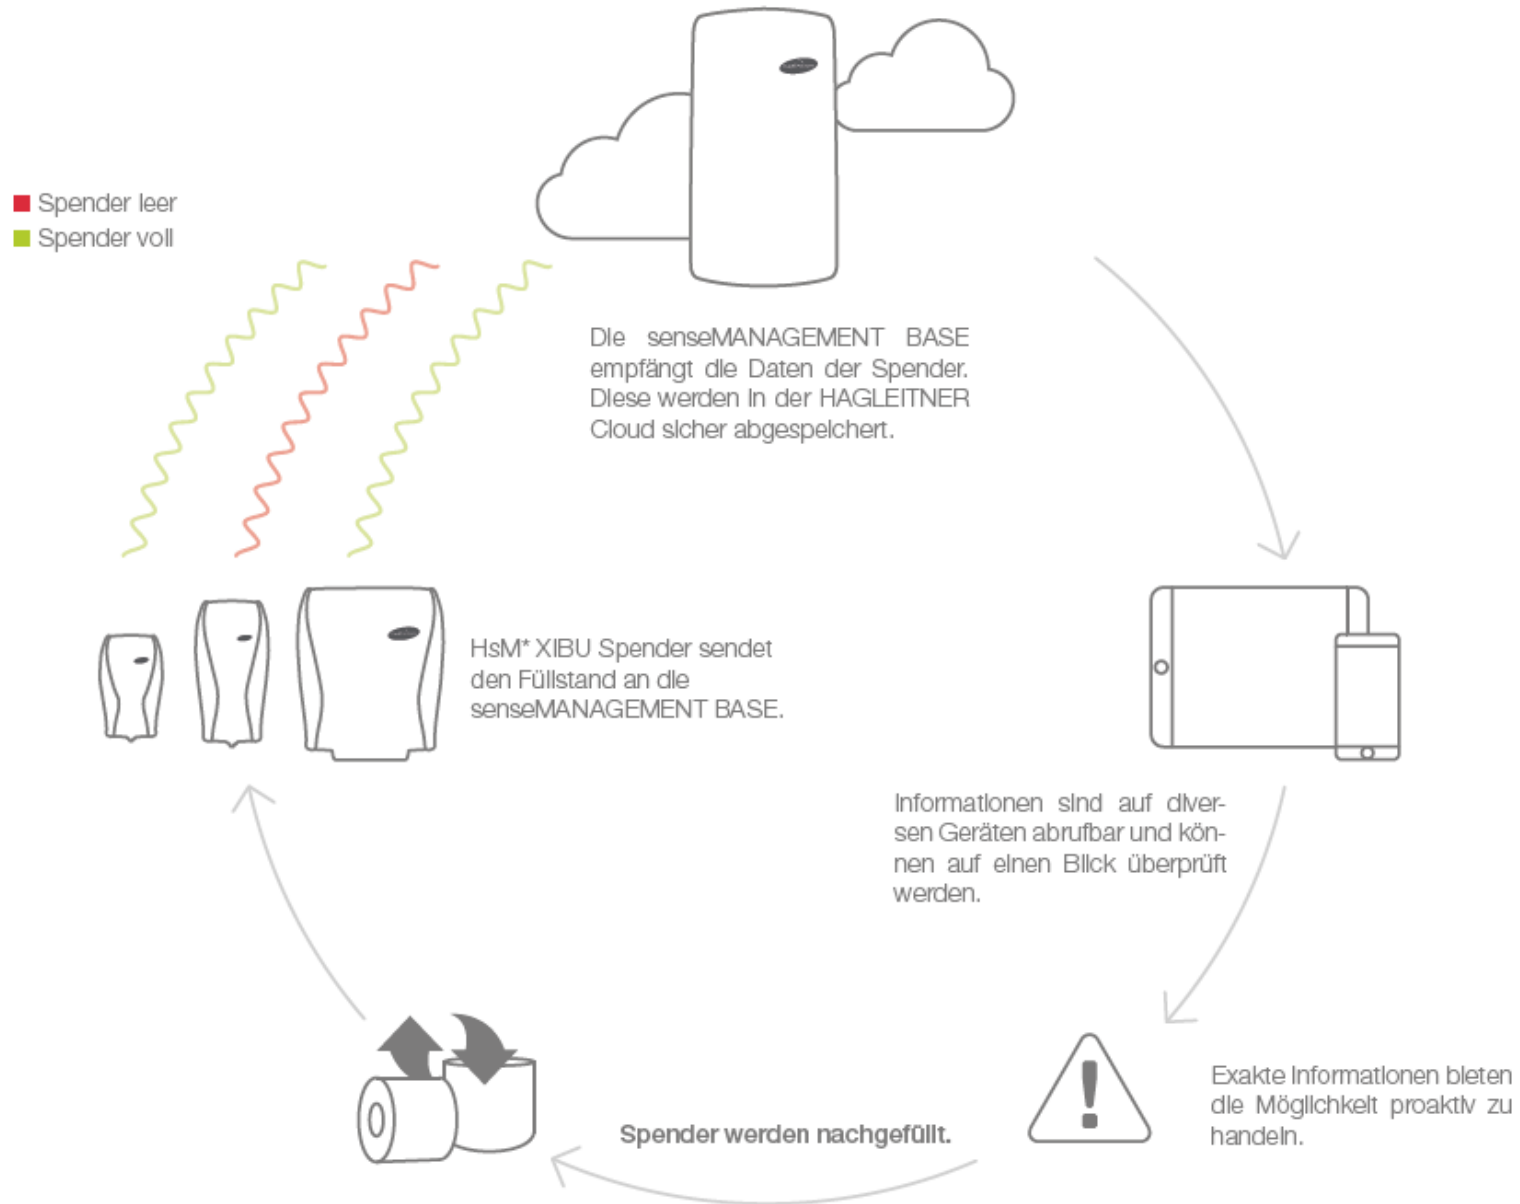 Spender leer
Spender voll
Die senseMANAGEMENT BASE
empfängt die Daten der Spender.
Diese werden in der HAGLEITNER
Cloud sicher abgespeichert.
HsM* XIBU Spender sendet
den Füllstand an die
senseMANAGEMENT BASE.
Informationen sind auf diver-
sen Geräten abrufbar und kön-
nen auf einen Blick überprüft
werden.
Exakte Informationen bieten
die Möglichkeit proaktiv zu
handeln.
Spender werden nachgefüllt.